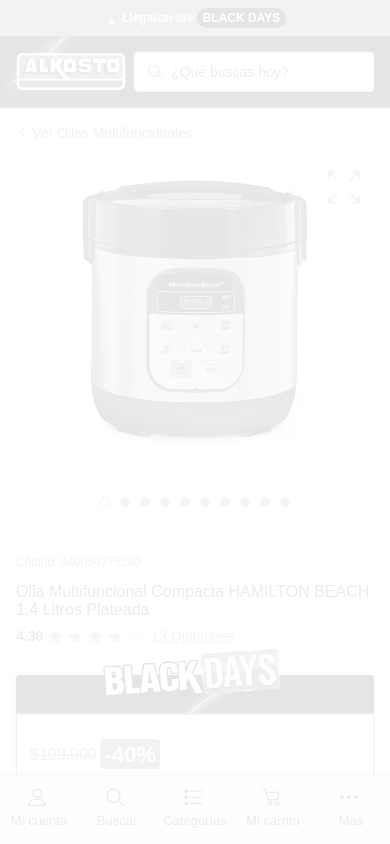 Llegaron los BLACK DAYS
ALKOSTO
¿Qué buscas hoy?
Ver Ollas Multifuncionales
Hamilton Beach
Código: 040094375240
Olla Multifuncional Compacta HAMILTON BEACH
1.4 Litros Plateada
4.38 13 Opiniones
BLACK DAYS
$199.900 -40%
Mi cuenta Buscar Categorías Mi carrito Más